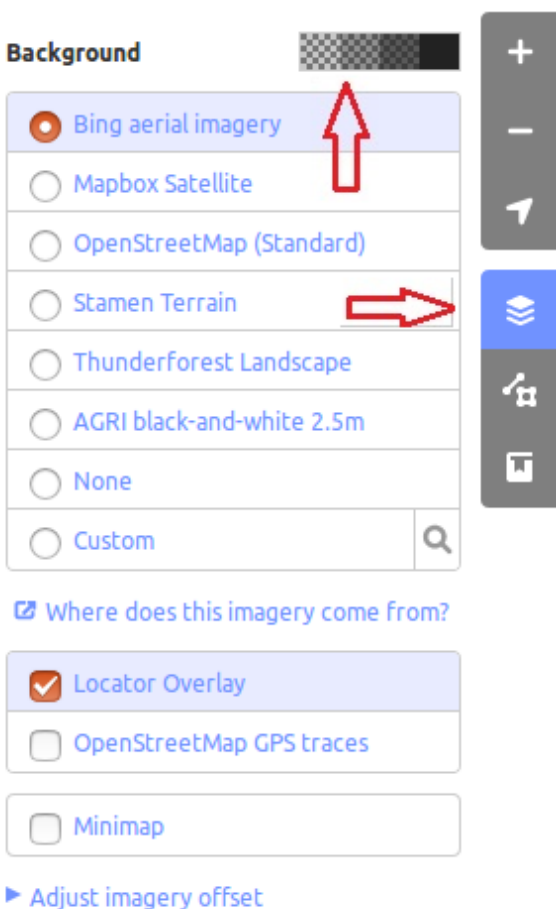 Background
Bing aerial imagery
Mapbox Satellite
OpenStreetMap (Standard)
Stamen Terrain
Thunderforest Landscape
AGRI black-and-white 2.5m
None
Custom
Where does this imagery come from?
Locator Overlay
OpenStreetMap GPS traces
Minimap
Adjust imagery offset